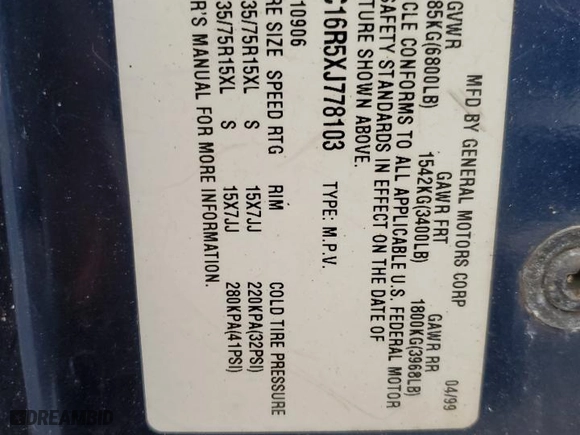 MFD BY GENERAL MOTORS CORP 04/99
GVWR GAWR FRT GAWR RR
85KG(6800LB) 1542KG(3400LB) 1800KG(3968LB)
CLE CONFORMS TO ALL APPLICABLE U.S. FEDERAL MOTOR
SAFETY STANDARDS IN EFFECT ON THE DATE OF
TURE SHOWN ABOVE.
C16R5XJ778103 TYPE: M.P.V.
10906
RE SIZE SPEED RTG RIM COLD TIRE PRESSURE
35/75R15XL S 15X7JJ 220KPA(32PSI)
35/75R15XL S 15X7JJ 280KPA(41PSI)
R'S MANUAL FOR MORE INFORMATION.
DREAMBID